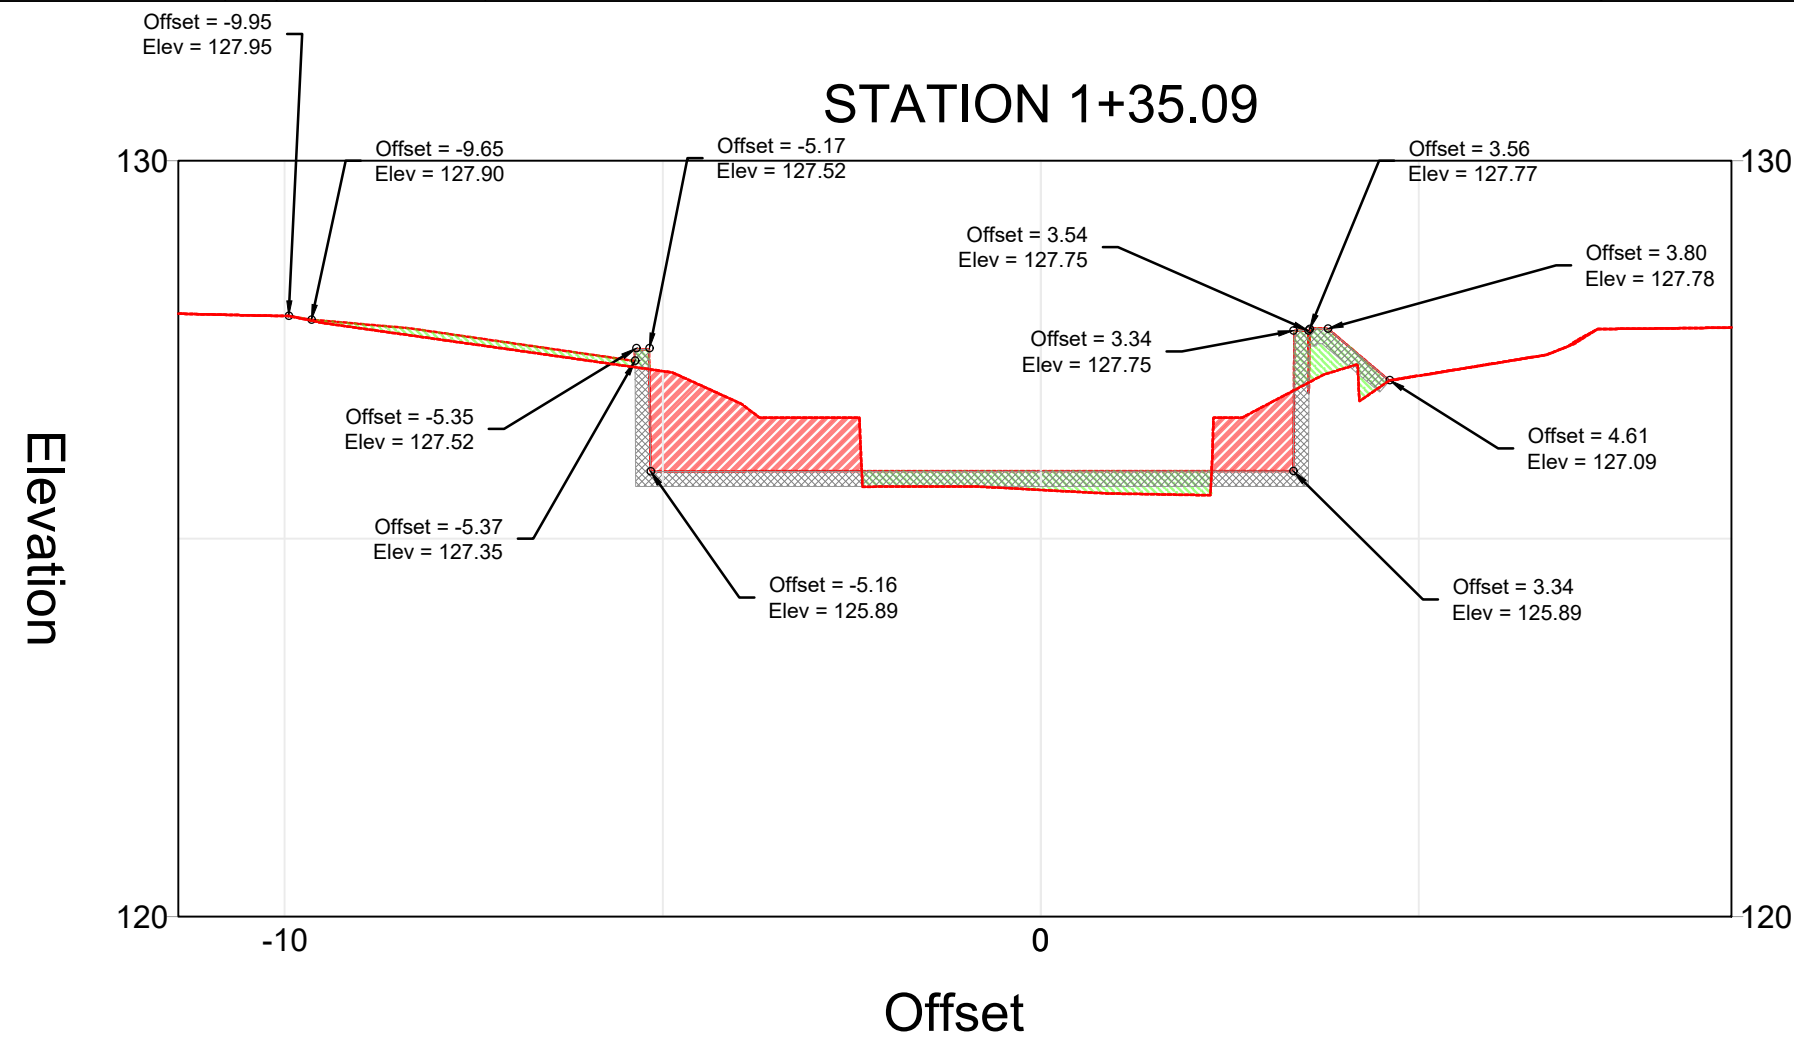 Offset = -9.95
Elev = 127.95
STATION 1+35.09
Offset = -9.65
Elev = 127.90
Offset = -5.17
Elev = 127.52
Offset = 3.56
Elev = 127.77
130
130
Offset = 3.54
Elev = 127.75
Offset = 3.80
Elev = 127.78
Offset = 3.34
Elev = 127.75
Offset = -5.35
Elev = 127.52
Offset = 4.61
Elev = 127.09
Elevation
Offset = -5.37
Elev = 127.35
Offset = -5.16
Elev = 125.89
Offset = 3.34
Elev = 125.89
120
120
-10
0
Offset